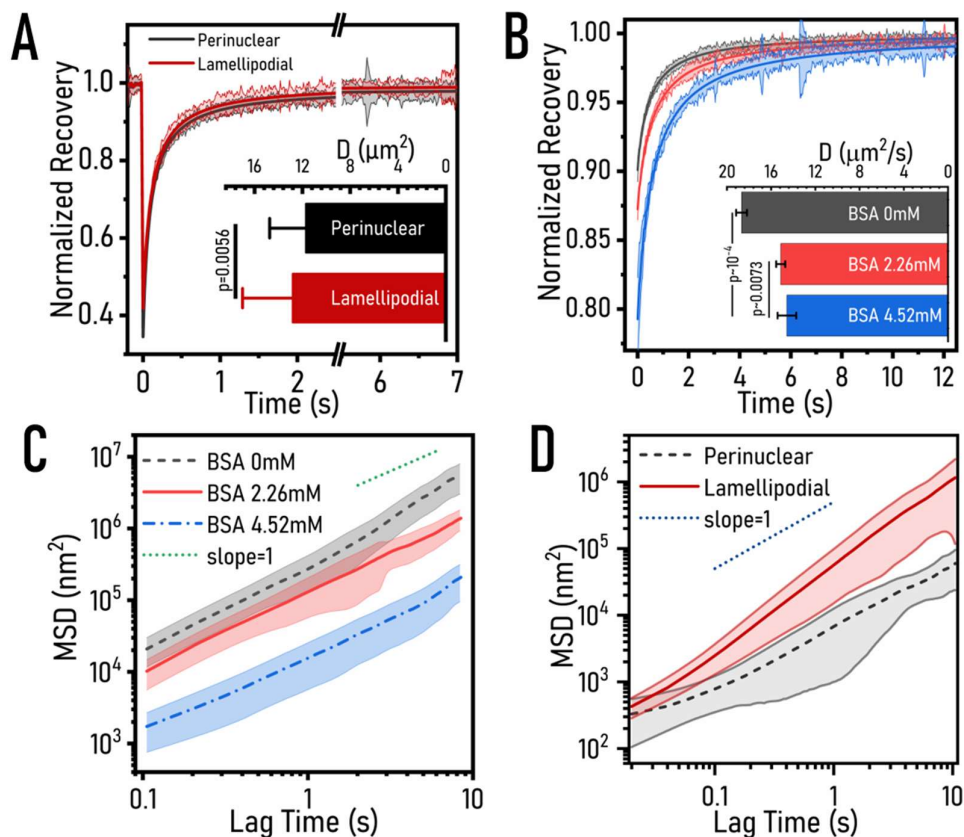 A
Perinuclear
Lamellipodial
Normalized Recovery
1.0
0.8
0.6
0.4
D (μm²)
16 12 8 4 0
Perinuclear
Lamellipodial
p=0.0056
0 1 2 6 7
Time (s)
B
Normalized Recovery
1.00
0.95
0.90
0.85
0.80
D (μm²/s)
20 16 12 8 4 0
BSA 0mM
BSA 2.26mM
BSA 4.52mM
p~10⁻⁴
p~0.0073
0 2 4 6 8 10 12
Time (s)
C
BSA 0mM
BSA 2.26mM
BSA 4.52mM
slope=1
MSD (nm²)
10⁷
10⁶
10⁵
10⁴
10³
0.1 1 10
Lag Time (s)
D
Perinuclear
Lamellipodial
slope=1
MSD (nm²)
10⁶
10⁵
10⁴
10³
10²
0.1 1 10
Lag Time (s)